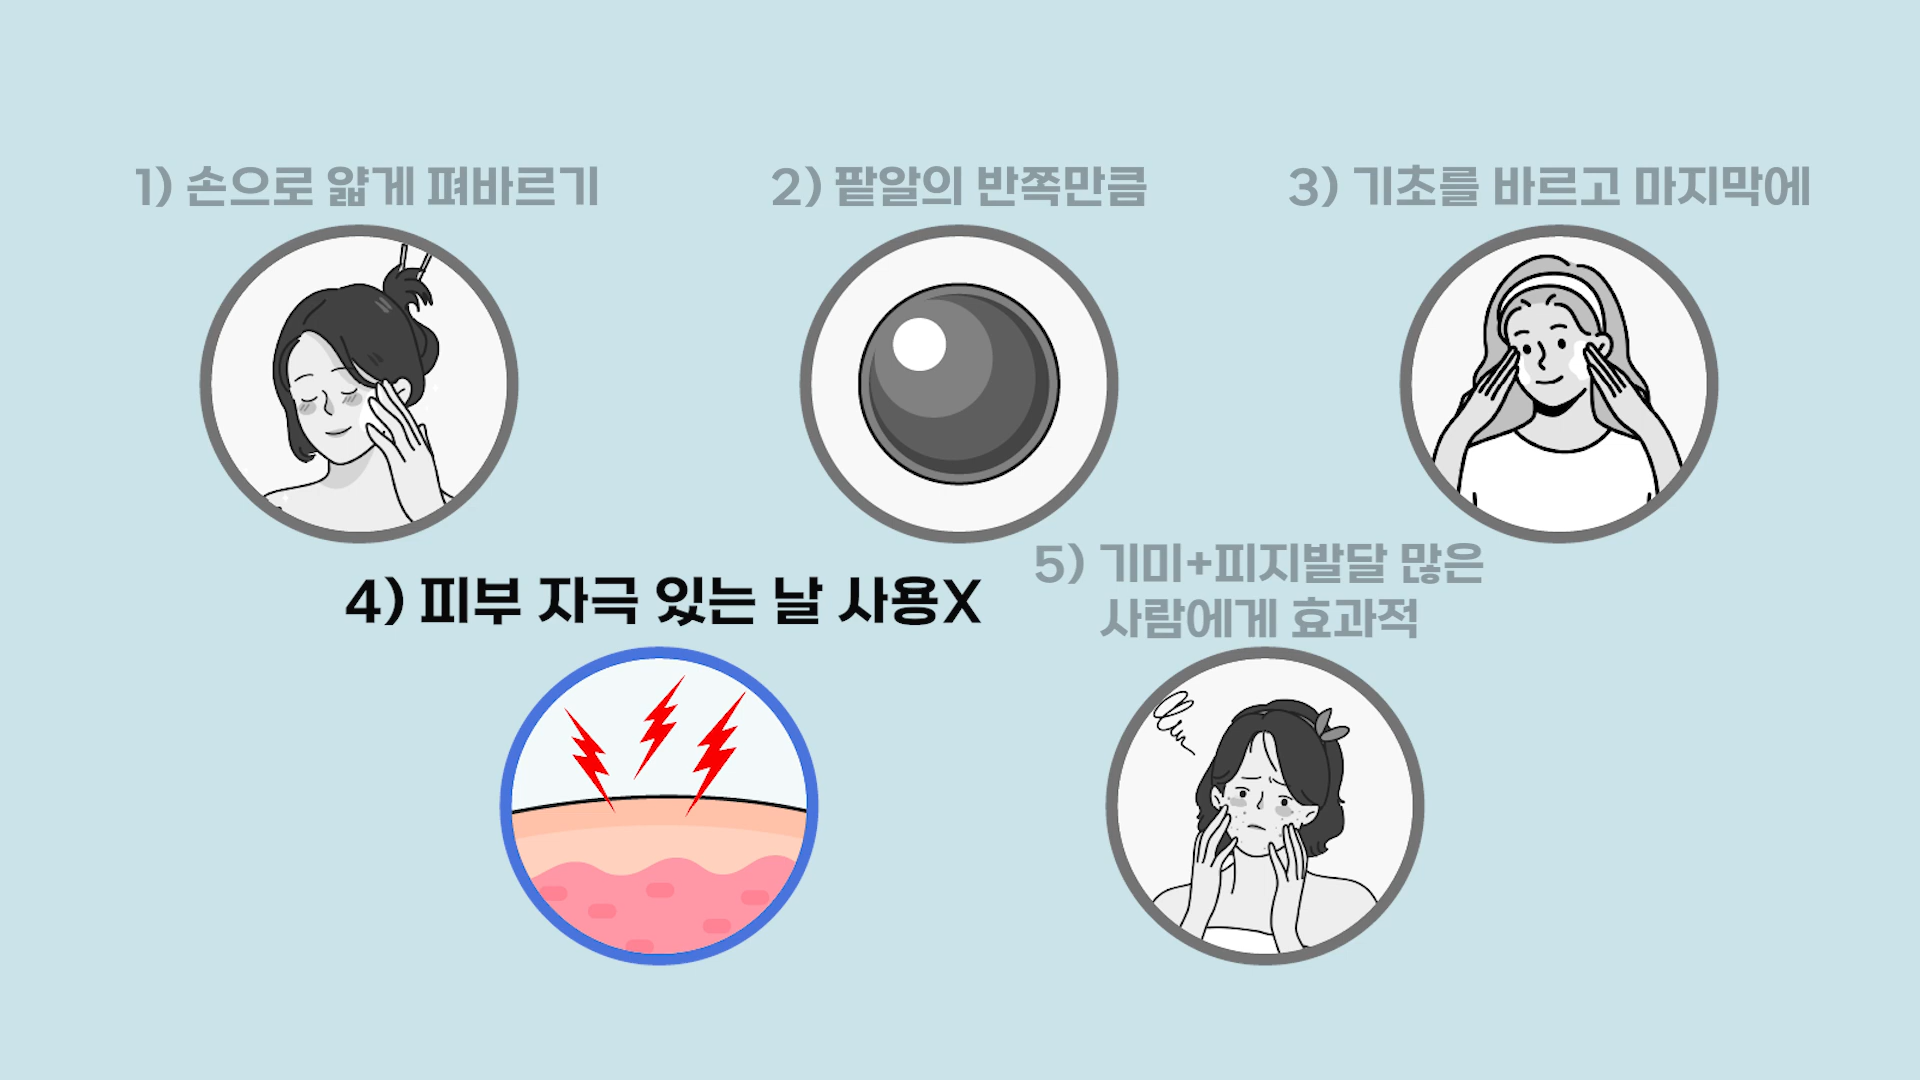 1) 손으로 얇게 펴바르기
2) 팥알의 반쪽만큼
3) 기초를 바르고 마지막에
4) 피부 자극 있는 날 사용X
5) 기미+피지발달 많은
사람에게 효과적